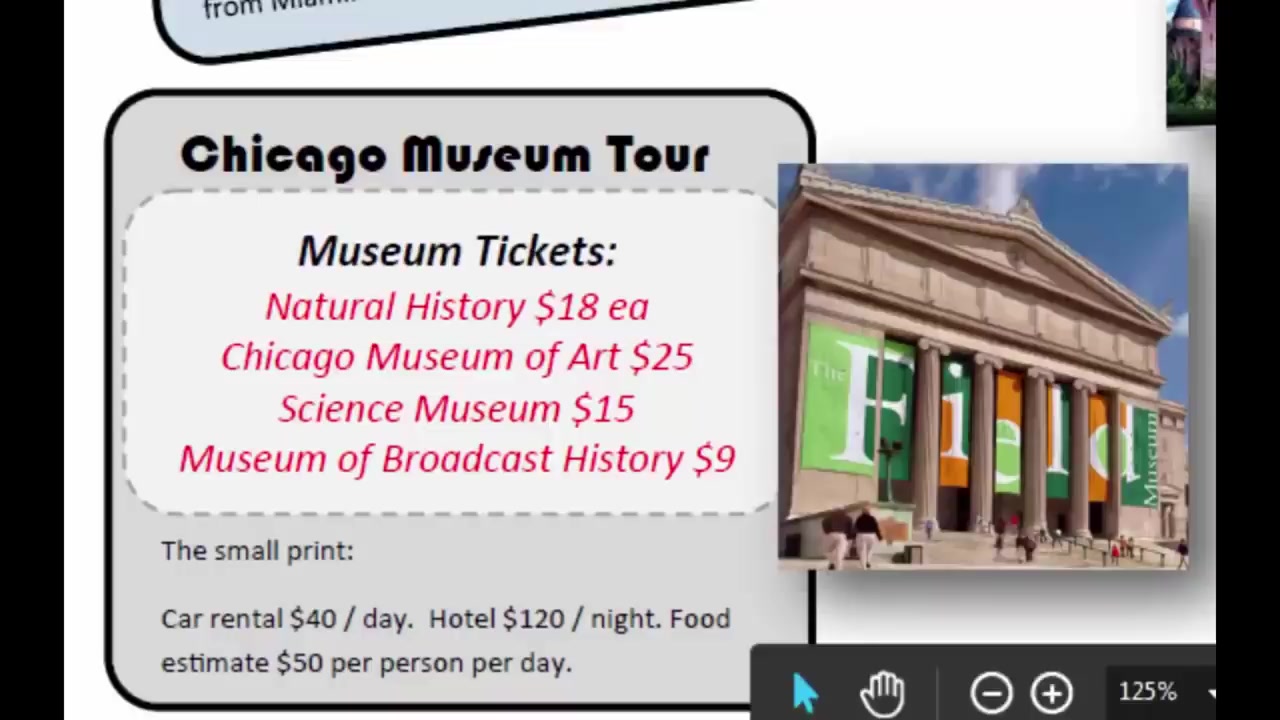 from Miami.
Chicago Museum Tour
Museum Tickets:
Natural History $18 ea
Chicago Museum of Art $25
Science Museum $15
Museum of Broadcast History $9
The Field Museum
The small print:
Car rental $40 / day.  Hotel $120 / night. Food
estimate $50 per person per day.
125%